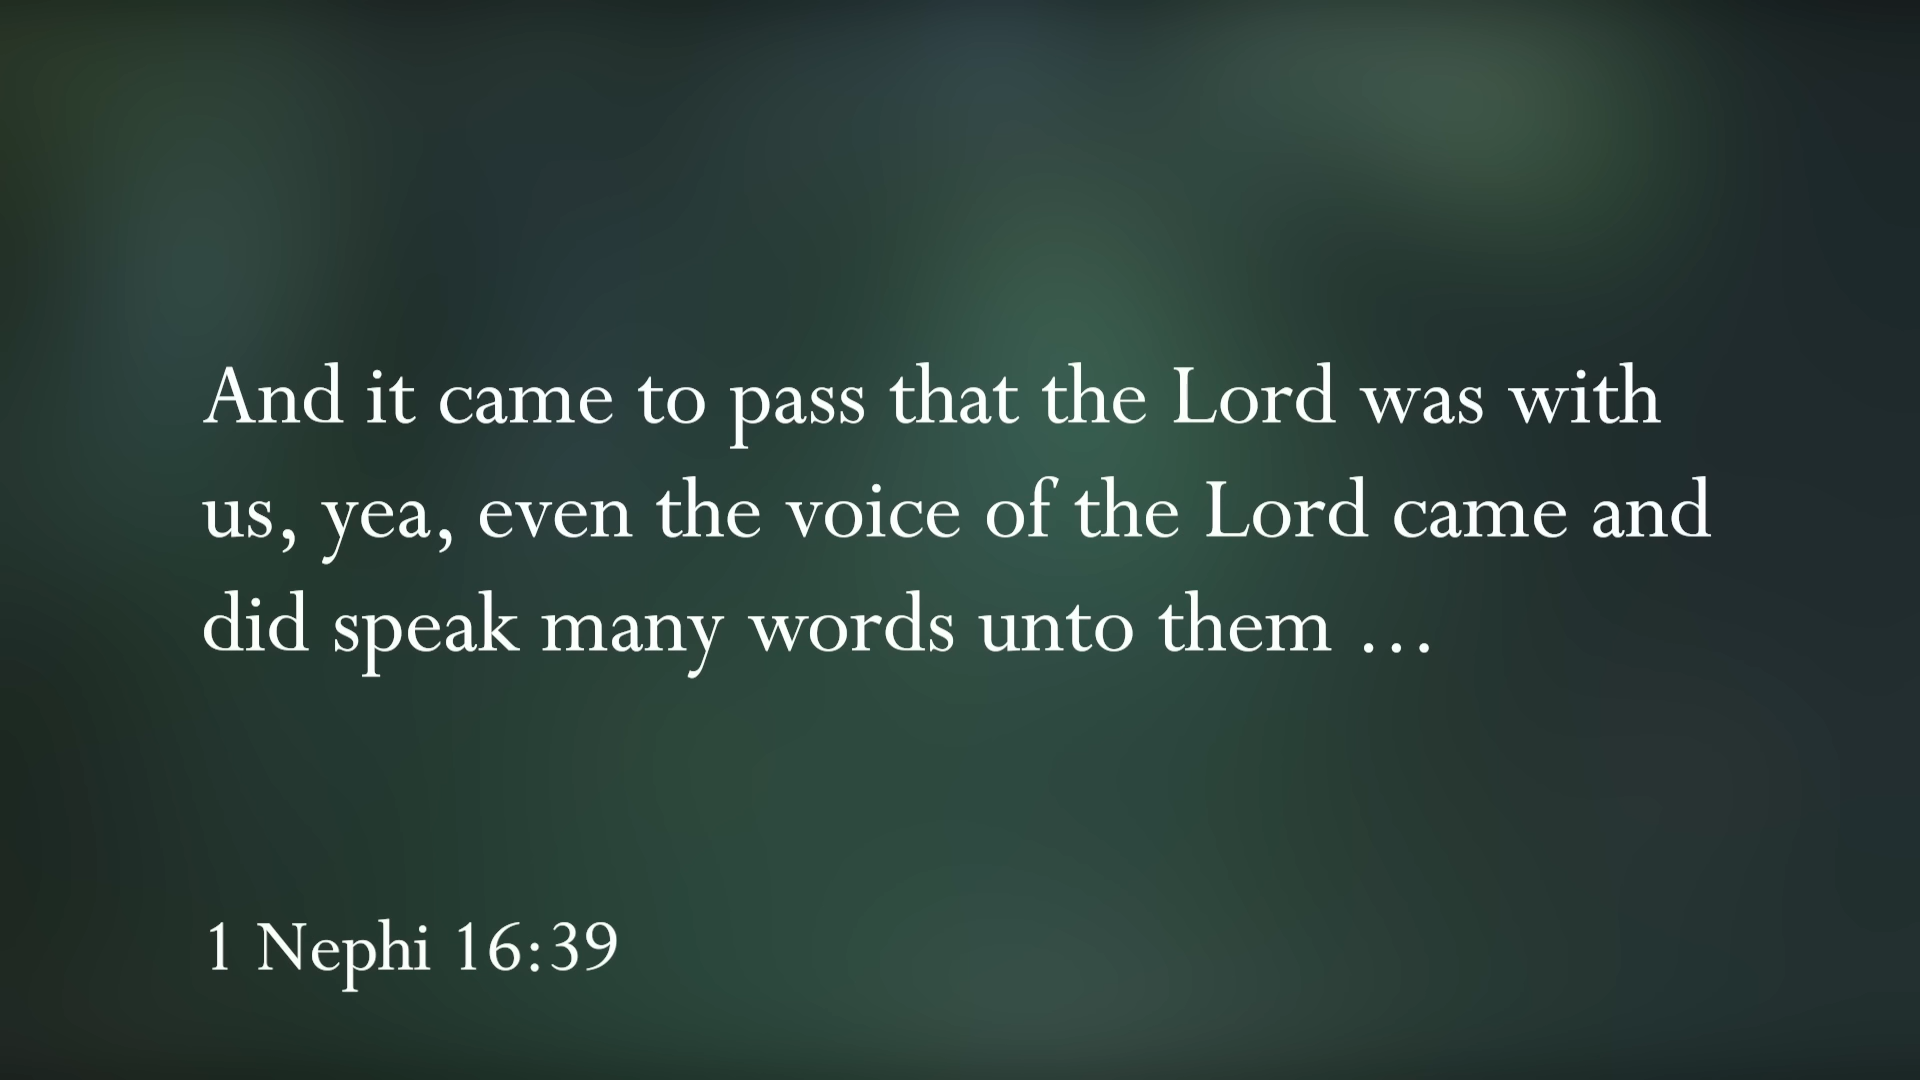 And it came to pass that the Lord was with
us, yea, even the voice of the Lord came and
did speak many words unto them …
1 Nephi 16:39